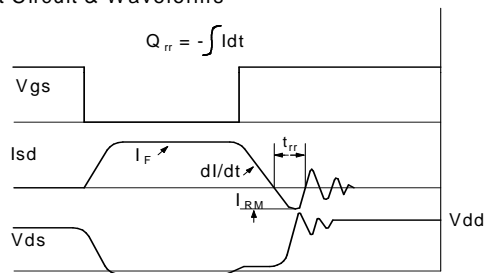 Circuit & Waveforms
Q rr = - ∫ Idt
Vgs
Isd
I F
dI/dt
t rr
I RM
Vds
Vdd